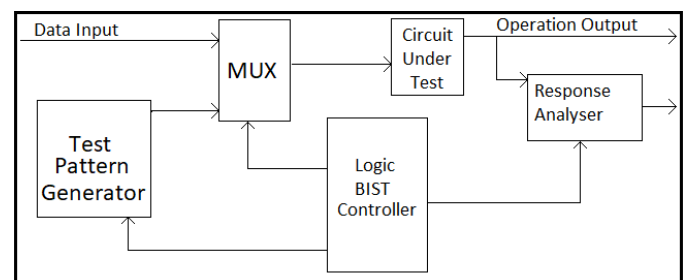 Data Input
MUX
Circuit
Under
Test
Operation Output
Response
Analyser
Test
Pattern
Generator
Logic
BIST
Controller